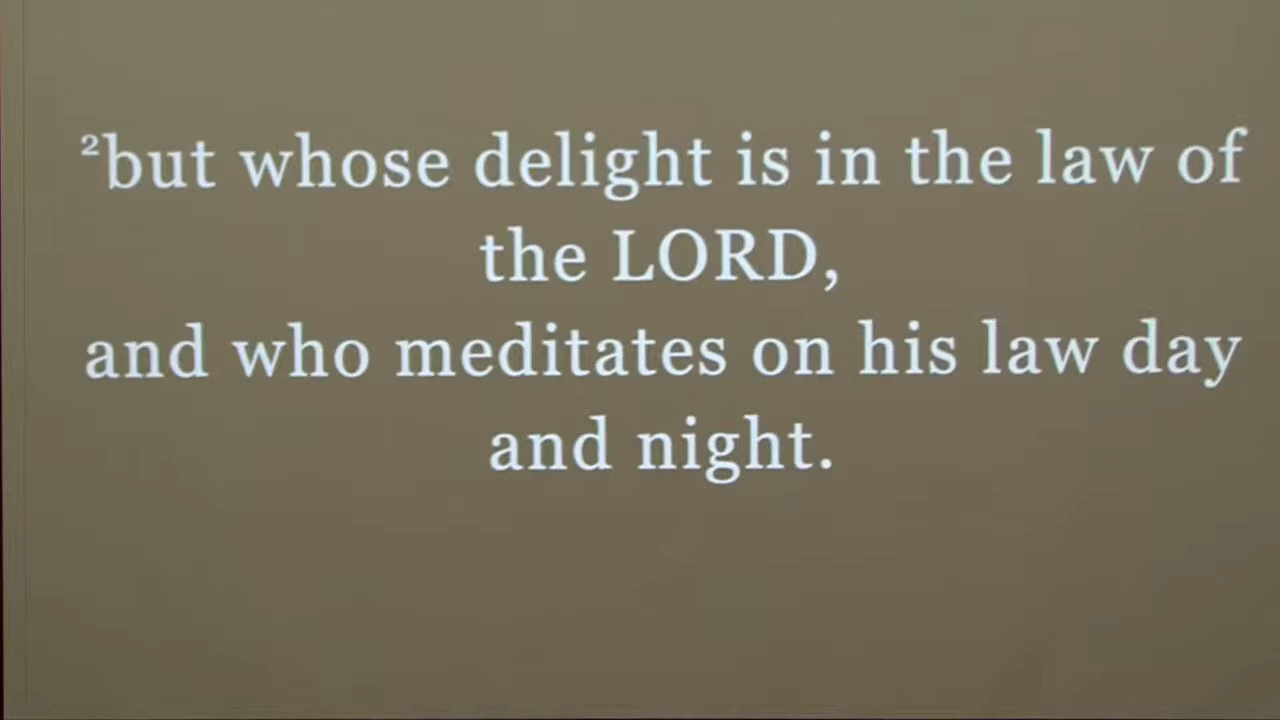 ²but whose delight is in the law of
the LORD,
and who meditates on his law day
and night.